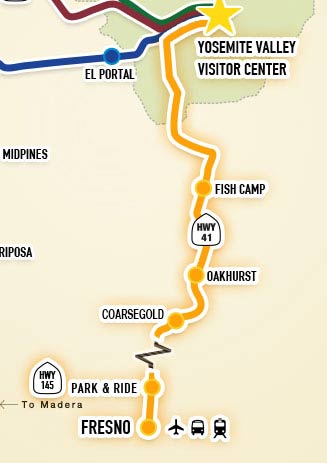 YOSEMITE VALLEY
VISITOR CENTER
EL PORTAL
MIDPINES
FISH CAMP
HWY
41
RIPOSA
OAKHURST
COARSEGOLD
HWY
145
PARK & RIDE
To Madera
FRESNO